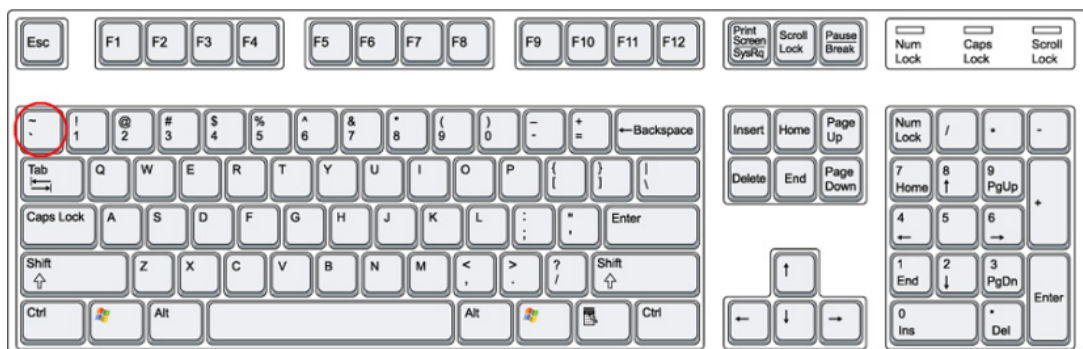 Esc F1 F2 F3 F4 F5 F6 F7 F8 F9 F10 F11 F12 Print Screen SysRq Scroll Lock Pause Break Num Lock Caps Lock Scroll Lock
~ ` ! 1 @ 2 # 3 $ 4 % 5 ^ 6 & 7 * 8 ( 9 ) 0 – - + = ←Backspace Insert Home Page Up Num Lock / * -
Tab Q W E R T Y U I O P { [ } ] | \ Delete End Page Down 7 Home 8 ↑ 9 PgUp +
Caps Lock A S D F G H J K L : ; " ' Enter 4 ← 5 6 →
Shift Z X C V B N M < , > . ? / Shift ↑ 1 End 2 ↓ 3 PgDn Enter
Ctrl Alt Alt Ctrl ← ↓ → 0 Ins . Del